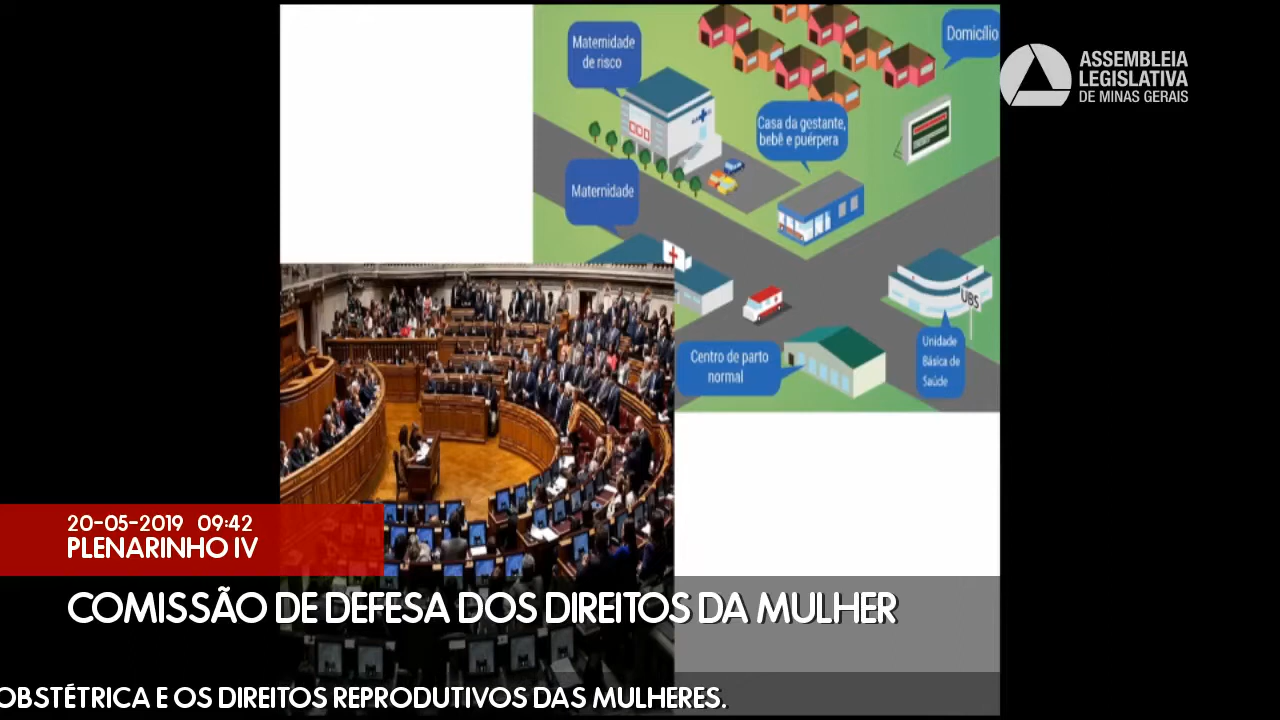 Maternidade
de risco
Domicílio
ASSEMBLEIA
LEGISLATIVA
DE MINAS GERAIS
Casa da gestante,
bebê e puérpera
Maternidade
UBS
Centro de parto
normal
Unidade
Básica de
Saúde
20-05-2019 09:42
PLENARINHO IV
COMISSÃO DE DEFESA DOS DIREITOS DA MULHER
OBSTÉTRICA E OS DIREITOS REPRODUTIVOS DAS MULHERES.